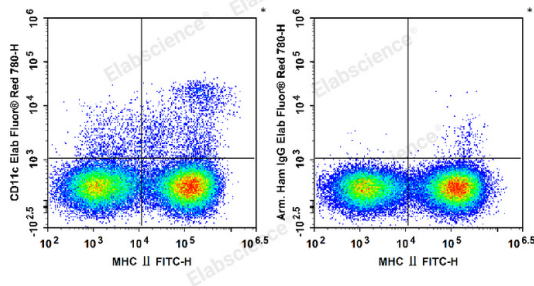 *
*
Elabscience®
Elabscience®
Elabscience®
CD11c Elab Fluor® Red 780-H
10^6
10^5
10^4
10^3
-10^2.5
10^2 10^3 10^4 10^5 10^6.5
MHC II FITC-H
Arm. Ham IgG Elab Fluor® Red 780-H
10^6
10^5
10^4
10^3
-10^2.5
10^2 10^3 10^4 10^5 10^6.5
MHC II FITC-H
Elabscience®